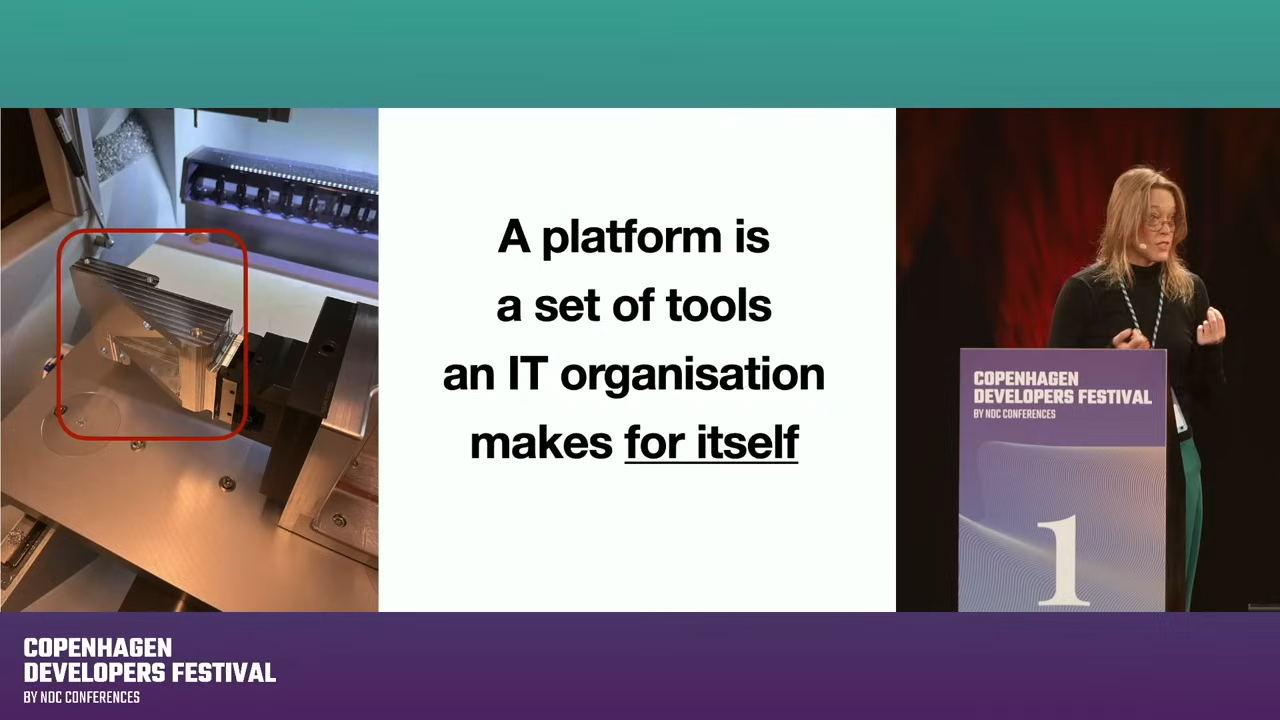 A platform is
a set of tools
an IT organisation
makes for itself
COPENHAGEN
DEVELOPERS FESTIVAL
BY NDC CONFERENCES
1
COPENHAGEN
DEVELOPERS FESTIVAL
BY NDC CONFERENCES